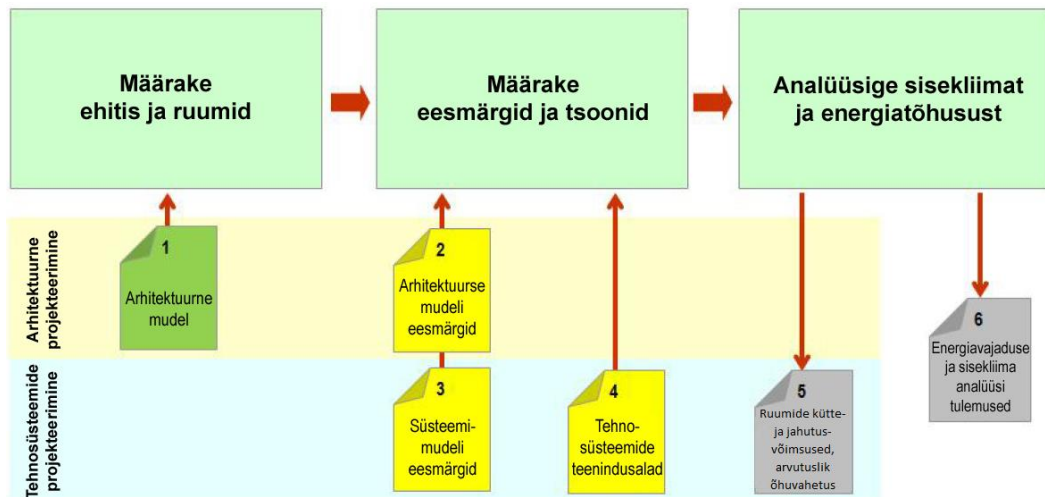 Määrake
ehitis ja ruumid
Määrake
eesmärgid ja tsoonid
Analüüsige sisekliimat
ja energiatõhusust
Arhitektuurne
projekteerimine
1
Arhitektuurne
mudel
2
Arhitektuurse
mudeli
eesmärgid
6
Energiavajaduse
ja sisekliima
analüüsi
tulemused
Tehnosüsteemide
projekteerimine
3
Süsteemi-
mudeli
eesmärgid
4
Tehno-
süsteemide
teenindusalad
5
Ruumide kütte-
ja jahutus-
võimsused,
arvutuslik
õhuvahetus